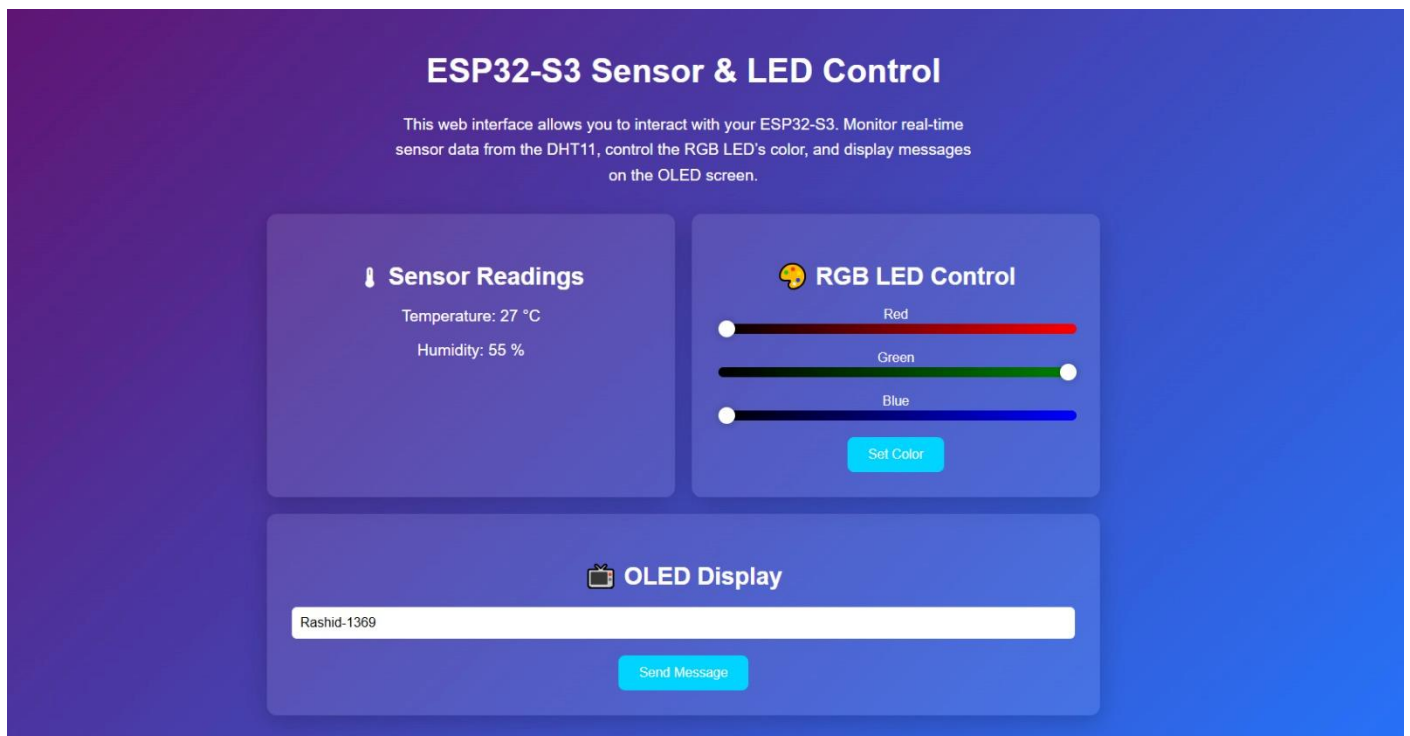 ESP32-S3 Sensor & LED Control
This web interface allows you to interact with your ESP32-S3. Monitor real-time
sensor data from the DHT11, control the RGB LED’s color, and display messages
on the OLED screen.
Sensor Readings
Temperature: 27 °C
Humidity: 55 %
RGB LED Control
Red
Green
Blue
Set Color
OLED Display
Rashid-1369
Send Message